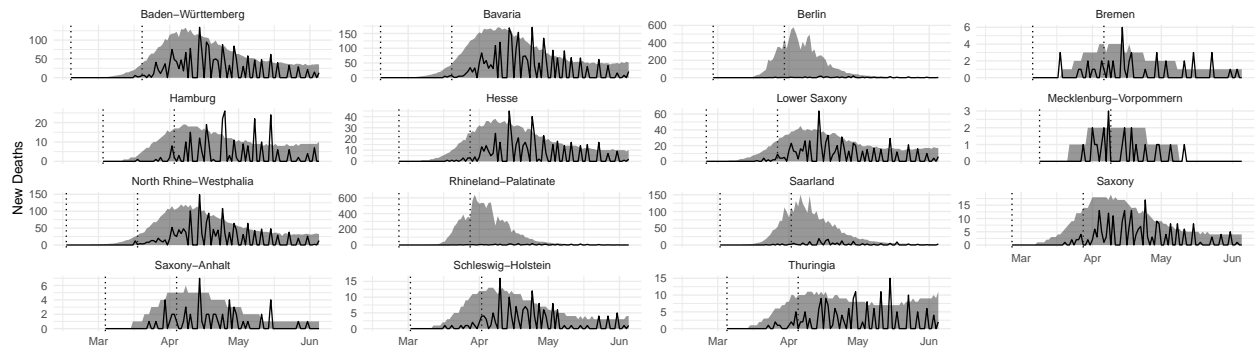 Baden−Württemberg
Bavaria
Berlin
Bremen
100
50
0
150
100
50
0
600
400
200
0
6
4
2
0
Hamburg
Hesse
Lower Saxony
Mecklenburg−Vorpommern
20
10
0
40
30
20
10
0
60
40
20
0
3
2
1
0
North Rhine−Westphalia
Rhineland−Palatinate
Saarland
Saxony
150
100
50
0
600
400
200
0
150
100
50
0
15
10
5
0
Saxony−Anhalt
Schleswig−Holstein
Thuringia
6
4
2
0
15
10
5
0
15
10
5
0
Mar Apr May Jun
Mar Apr May Jun
Mar Apr May Jun
Mar Apr May Jun
New Deaths